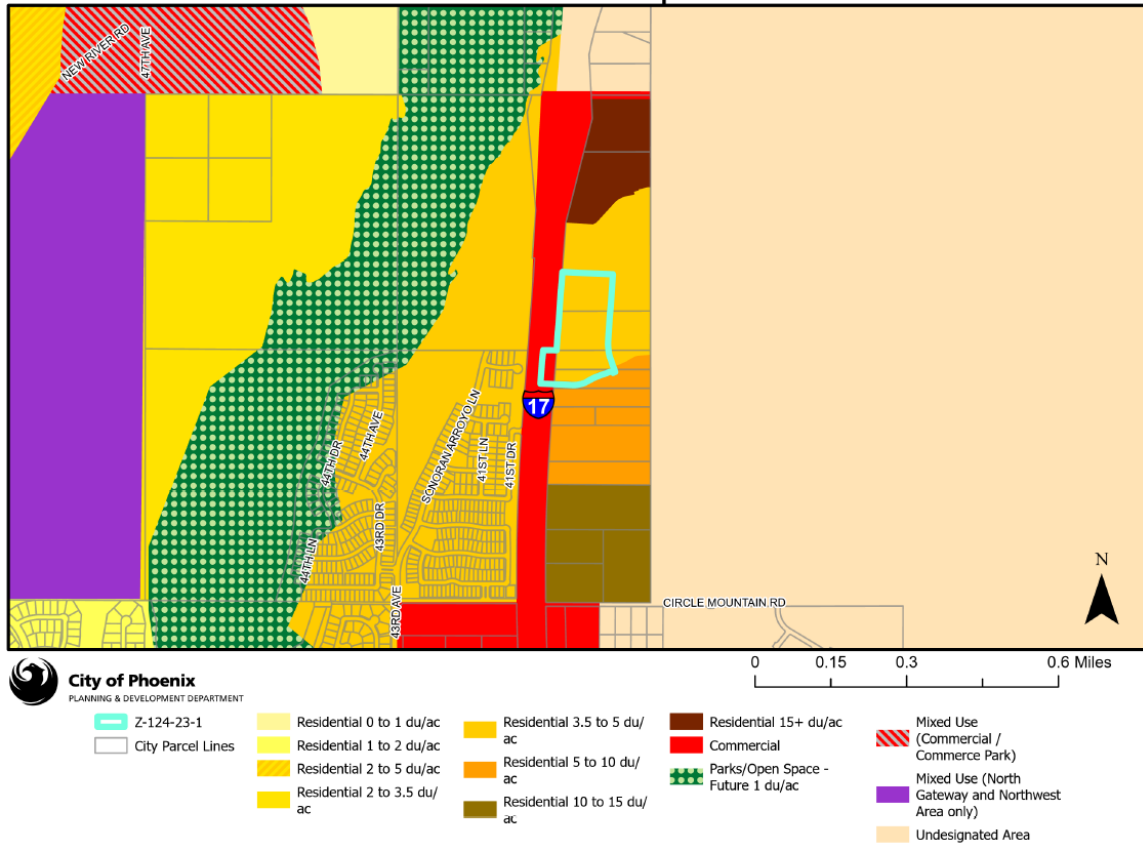 NEW RIVER RD
47TH AVE
17
44TH DR
44TH AVE
SONORAN ARROYO LN
41ST LN
41ST DR
43RD DR
44TH LN
43RD AVE
CIRCLE MOUNTAIN RD
N
0 0.15 0.3 0.6 Miles
City of Phoenix
PLANNING & DEVELOPMENT DEPARTMENT
Z-124-23-1
City Parcel Lines
Residential 0 to 1 du/ac
Residential 1 to 2 du/ac
Residential 2 to 5 du/ac
Residential 2 to 3.5 du/
ac
Residential 3.5 to 5 du/
ac
Residential 5 to 10 du/
ac
Residential 10 to 15 du/
ac
Residential 15+ du/ac
Commercial
Parks/Open Space -
Future 1 du/ac
Mixed Use
(Commercial /
Commerce Park)
Mixed Use (North
Gateway and Northwest
Area only)
Undesignated Area